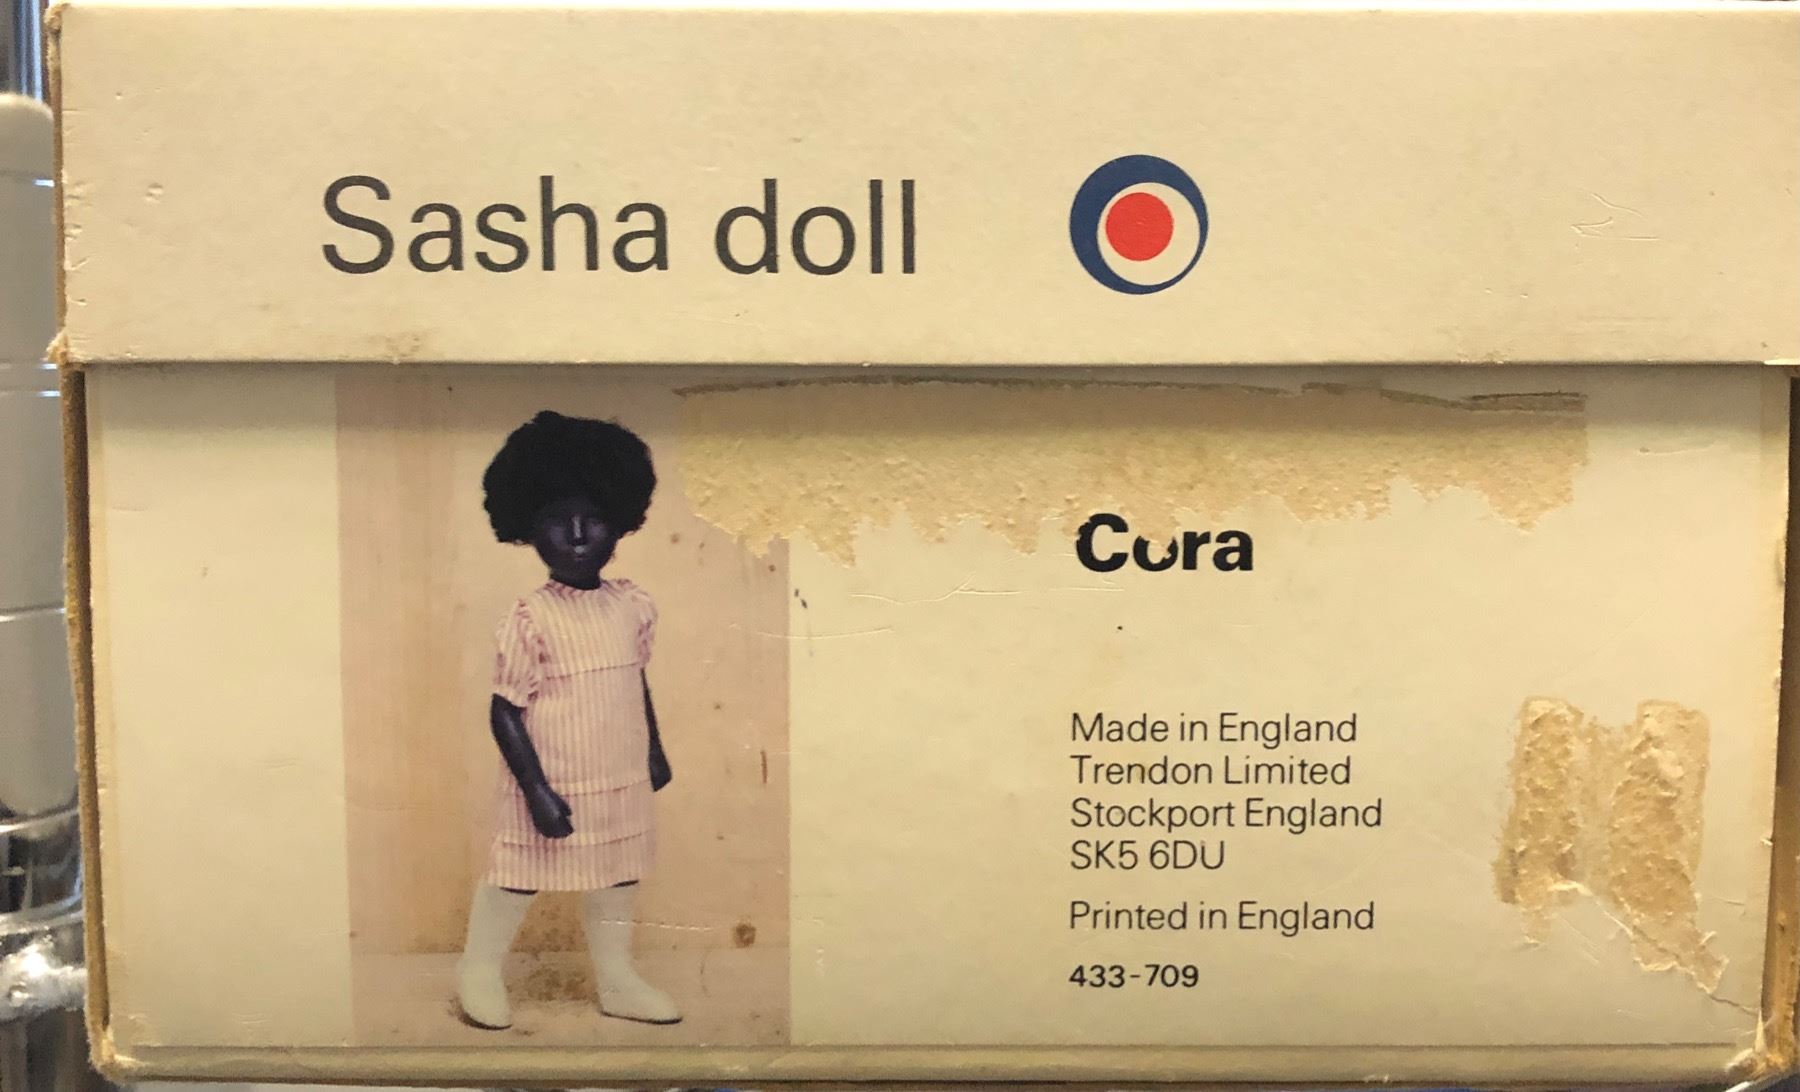 Sasha doll
Cora
Made in England
Trendon Limited
Stockport England
SK5 6DU
Printed in England
433-709